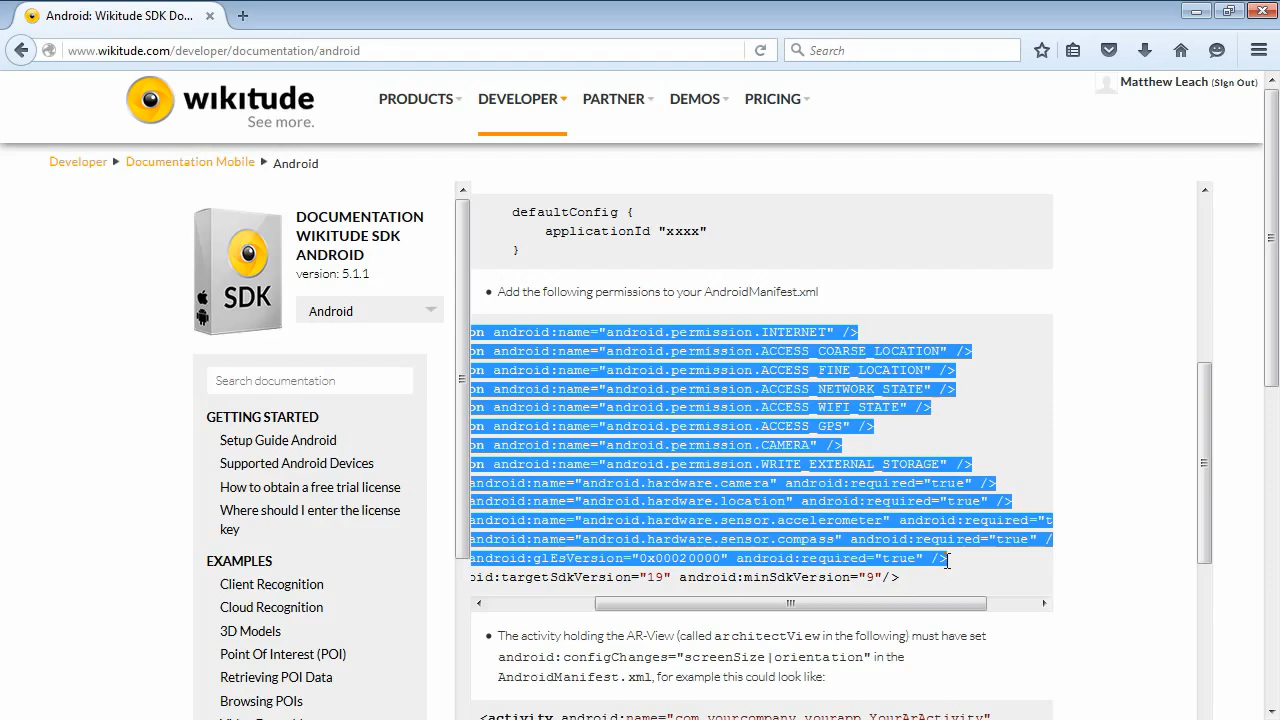 Android: Wikitude SDK Do...
www.wikitude.com/developer/documentation/android
Search
wikitude
See more.
PRODUCTS
DEVELOPER
PARTNER
DEMOS
PRICING
Matthew Leach (Sign Out)
Developer
Documentation Mobile
Android
SDK
DOCUMENTATION
WIKITUDE SDK
ANDROID
version: 5.1.1
Android
Search documentation
GETTING STARTED
Setup Guide Android
Supported Android Devices
How to obtain a free trial license
Where should I enter the license
key
EXAMPLES
Client Recognition
Cloud Recognition
3D Models
Point Of Interest (POI)
Retrieving POI Data
Browsing POIs
defaultConfig {
applicationId "xxxx"
}
• Add the following permissions to your AndroidManifest.xml
on android:name="android.permission.INTERNET" />
on android:name="android.permission.ACCESS_COARSE_LOCATION" />
on android:name="android.permission.ACCESS_FINE_LOCATION" />
on android:name="android.permission.ACCESS_NETWORK_STATE" />
on android:name="android.permission.ACCESS_WIFI_STATE" />
on android:name="android.permission.ACCESS_GPS" />
on android:name="android.permission.CAMERA" />
on android:name="android.permission.WRITE_EXTERNAL_STORAGE" />
android:name="android.hardware.camera" android:required="true" />
android:name="android.hardware.location" android:required="true" />
android:name="android.hardware.sensor.accelerometer" android:required="t
android:name="android.hardware.sensor.compass" android:required="true" /
android:glEsVersion="0x00020000" android:required="true" />
oid:targetSdkVersion="19" android:minSdkVersion="9"/>
• The activity holding the AR-View (called architectView in the following) must have set
android:configChanges="screenSize|orientation" in the
AndroidManifest.xml, for example this could look like:
<activity android:name="com.yourcompany.yourapp.YourArActivity"